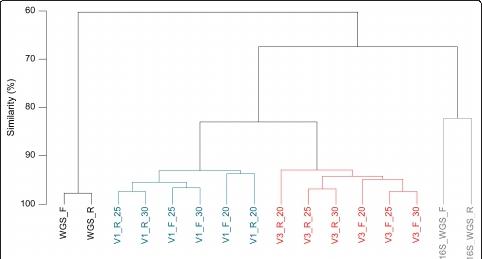 60
70
80
90
100
Similarity (%)
WGS_F
WGS_R
V1_R_25
V1_R_30
V1_F_25
V1_F_30
V1_F_20
V1_R_20
V3_R_20
V3_R_25
V3_R_30
V3_F_20
V3_F_25
V3_F_30
16S_WGS_F
16S_WGS_R